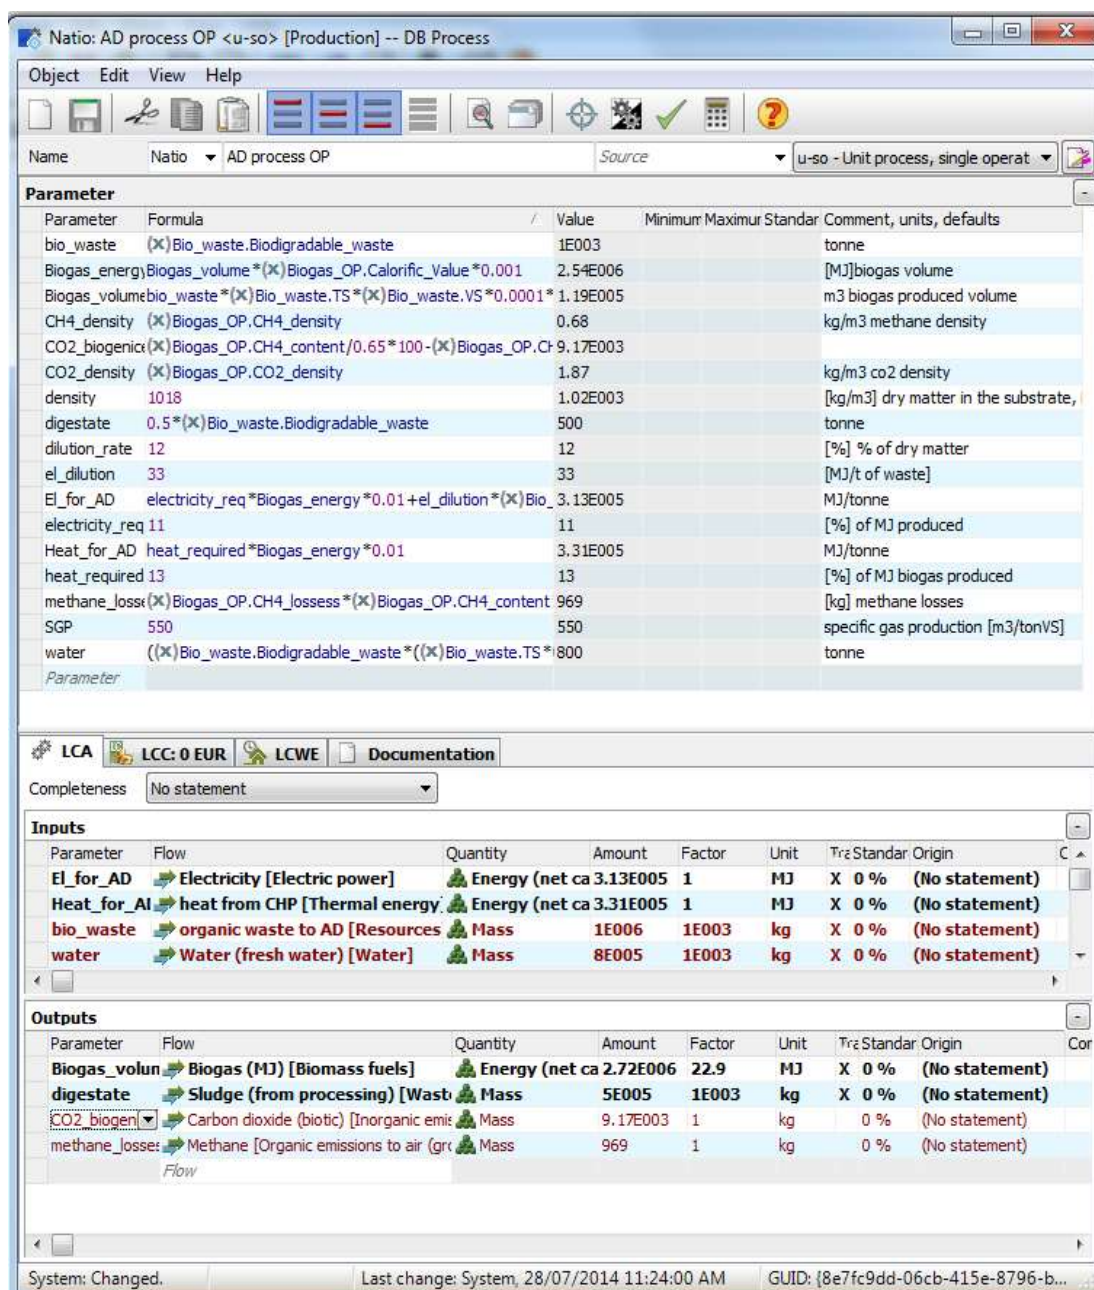 Natio: AD process OP <u-so> [Production] -- DB Process
Object Edit View Help
Name Natio AD process OP Source u-so - Unit process, single operat
Parameter
Parameter Formula / Value Minimum Maximur Standar Comment, units, defaults
bio_waste (x)Bio_waste.Biodigradable_waste 1E003 tonne
Biogas_energy Biogas_volume*(x)Biogas_OP.Calorific_Value*0.001 2.54E006 [MJ]biogas volume
Biogas_volume bio_waste*(x)Bio_waste.TS*(x)Bio_waste.VS*0.0001* 1.19E005 m3 biogas produced volume
CH4_density (x)Biogas_OP.CH4_density 0.68 kg/m3 methane density
CO2_biogenic (x)Biogas_OP.CH4_content/0.65*100-(x)Biogas_OP.CH 9.17E003
CO2_density (x)Biogas_OP.CO2_density 1.87 kg/m3 co2 density
density 1018 1.02E003 [kg/m3] dry matter in the substrate,
digestate 0.5*(x)Bio_waste.Biodigradable_waste 500 tonne
dilution_rate 12 12 [%] % of dry matter
el_dilution 33 33 [MJ/t of waste]
El_for_AD electricity_req*Biogas_energy*0.01+el_dilution*(x)Bio_ 3.13E005 MJ/tonne
electricity_req 11 11 [%] of MJ produced
Heat_for_AD heat_required*Biogas_energy*0.01 3.31E005 MJ/tonne
heat_required 13 13 [%] of MJ biogas produced
methane_losse (x)Biogas_OP.CH4_lossess*(x)Biogas_OP.CH4_content 969 [kg] methane losses
SGP 550 550 specific gas production [m3/tonVS]
water ((x)Bio_waste.Biodigradable_waste*((x)Bio_waste.TS* 800 tonne
Parameter
LCA LCC: 0 EUR LCWE Documentation
Completeness No statement
Inputs
Parameter Flow Quantity Amount Factor Unit Tra Standar Origin C
El_for_AD Electricity [Electric power] Energy (net ca 3.13E005 1 MJ X 0 % (No statement)
Heat_for_AI heat from CHP [Thermal energy] Energy (net ca 3.31E005 1 MJ X 0 % (No statement)
bio_waste organic waste to AD [Resources Mass 1E006 1E003 kg X 0 % (No statement)
water Water (fresh water) [Water] Mass 8E005 1E003 kg X 0 % (No statement)
Outputs
Parameter Flow Quantity Amount Factor Unit Tra Standar Origin Cor
Biogas_volun Biogas (MJ) [Biomass fuels] Energy (net ca 2.72E006 22.9 MJ X 0 % (No statement)
digestate Sludge (from processing) [Wast Mass 5E005 1E003 kg X 0 % (No statement)
CO2_biogen Carbon dioxide (biotic) [Inorganic emis Mass 9.17E003 1 kg 0 % (No statement)
methane_losse Methane [Organic emissions to air (gro Mass 969 1 kg 0 % (No statement)
Flow
System: Changed. Last change: System, 28/07/2014 11:24:00 AM GUID: {8e7fc9dd-06cb-415e-8796-b...